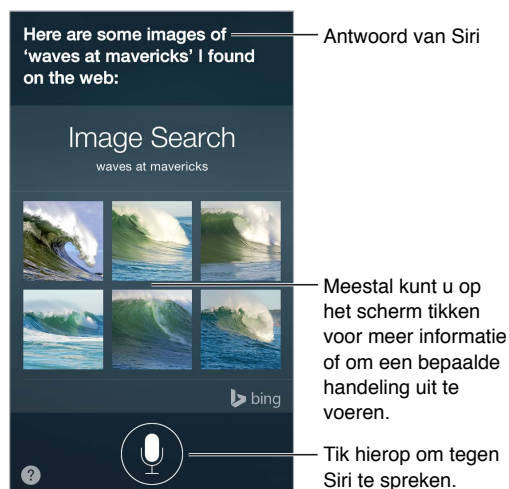 Here are some images of
‘waves at mavericks’ I found
on the web:
Antwoord van Siri
Image Search
waves at mavericks
Meestal kunt u op
het scherm tikken
voor meer informatie
of om een bepaalde
handeling uit te
voeren.
bing
?
Tik hierop om tegen
Siri te spreken.